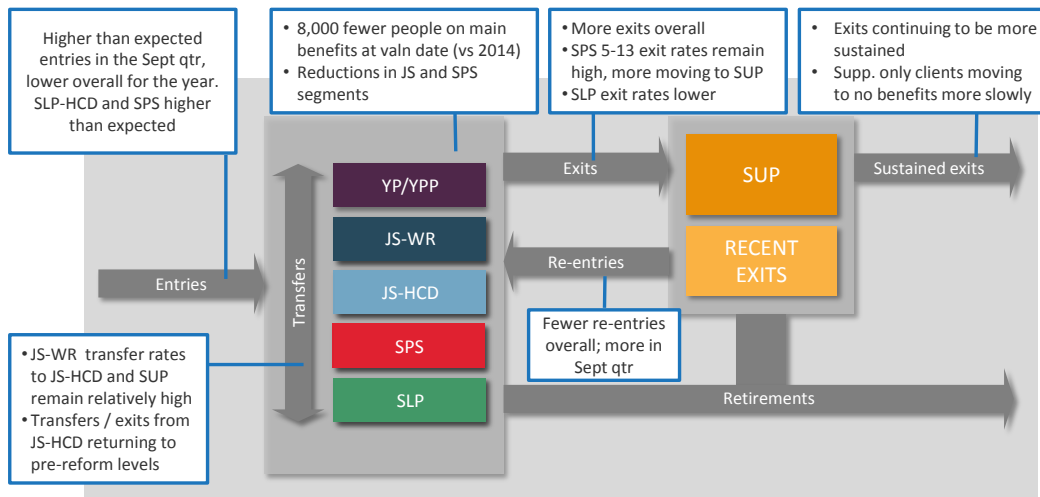 Higher than expected
entries in the Sept qtr,
lower overall for the year.
SLP-HCD and SPS higher
than expected
• 8,000 fewer people on main
benefits at valn date (vs 2014)
• Reductions in JS and SPS
segments
• More exits overall
• SPS 5-13 exit rates remain
high, more moving to SUP
• SLP exit rates lower
• Exits continuing to be more
sustained
• Supp. only clients moving
to no benefits more slowly
Entries
Transfers
YP/YPP
JS-WR
JS-HCD
SPS
SLP
Exits
Re-entries
SUP
RECENT
EXITS
Sustained exits
Fewer re-entries
overall; more in
Sept qtr
Retirements
• JS-WR transfer rates
to JS-HCD and SUP
remain relatively high
• Transfers / exits from
JS-HCD returning to
pre-reform levels